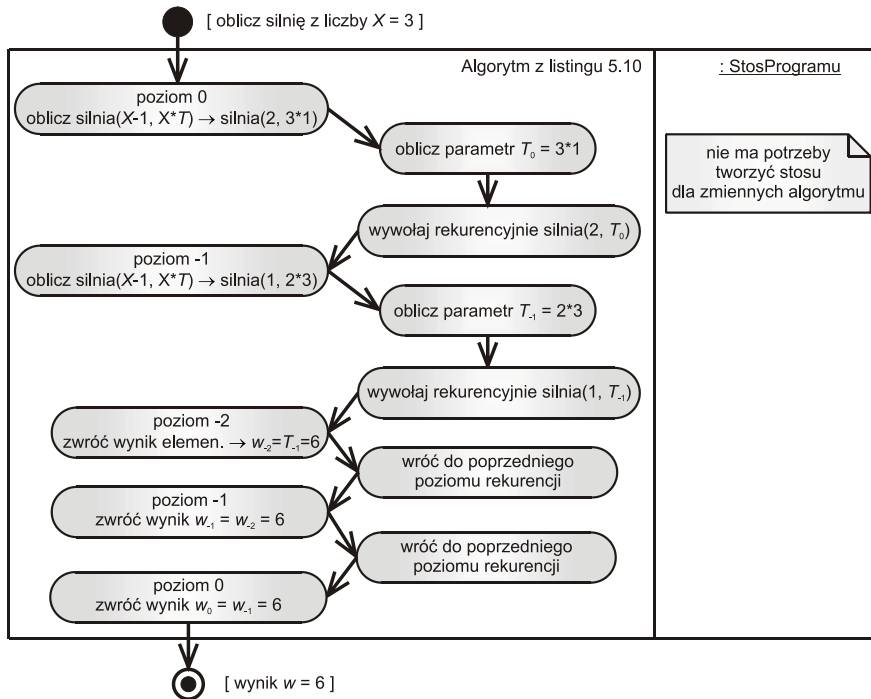 [ oblicz silnię z liczby X = 3 ]
Algorytm z listingu 5.10
: StosProgramu
poziom 0
oblicz silnia(X-1, X*T) → silnia(2, 3*1)
oblicz parametr T₀ = 3*1
nie ma potrzeby
tworzyć stosu
dla zmiennych algorytmu
wywołaj rekurencyjnie silnia(2, T₀)
poziom -1
oblicz silnia(X-1, X*T) → silnia(1, 2*3)
oblicz parametr T₋₁ = 2*3
wywołaj rekurencyjnie silnia(1, T₋₁)
poziom -2
zwróć wynik elemen. → w₋₂=T₋₁=6
wróć do poprzedniego
poziomu rekurencji
poziom -1
zwróć wynik w₋₁ = w₋₂ = 6
wróć do poprzedniego
poziomu rekurencji
poziom 0
zwróć wynik w₀ = w₋₁ = 6
[ wynik w = 6 ]